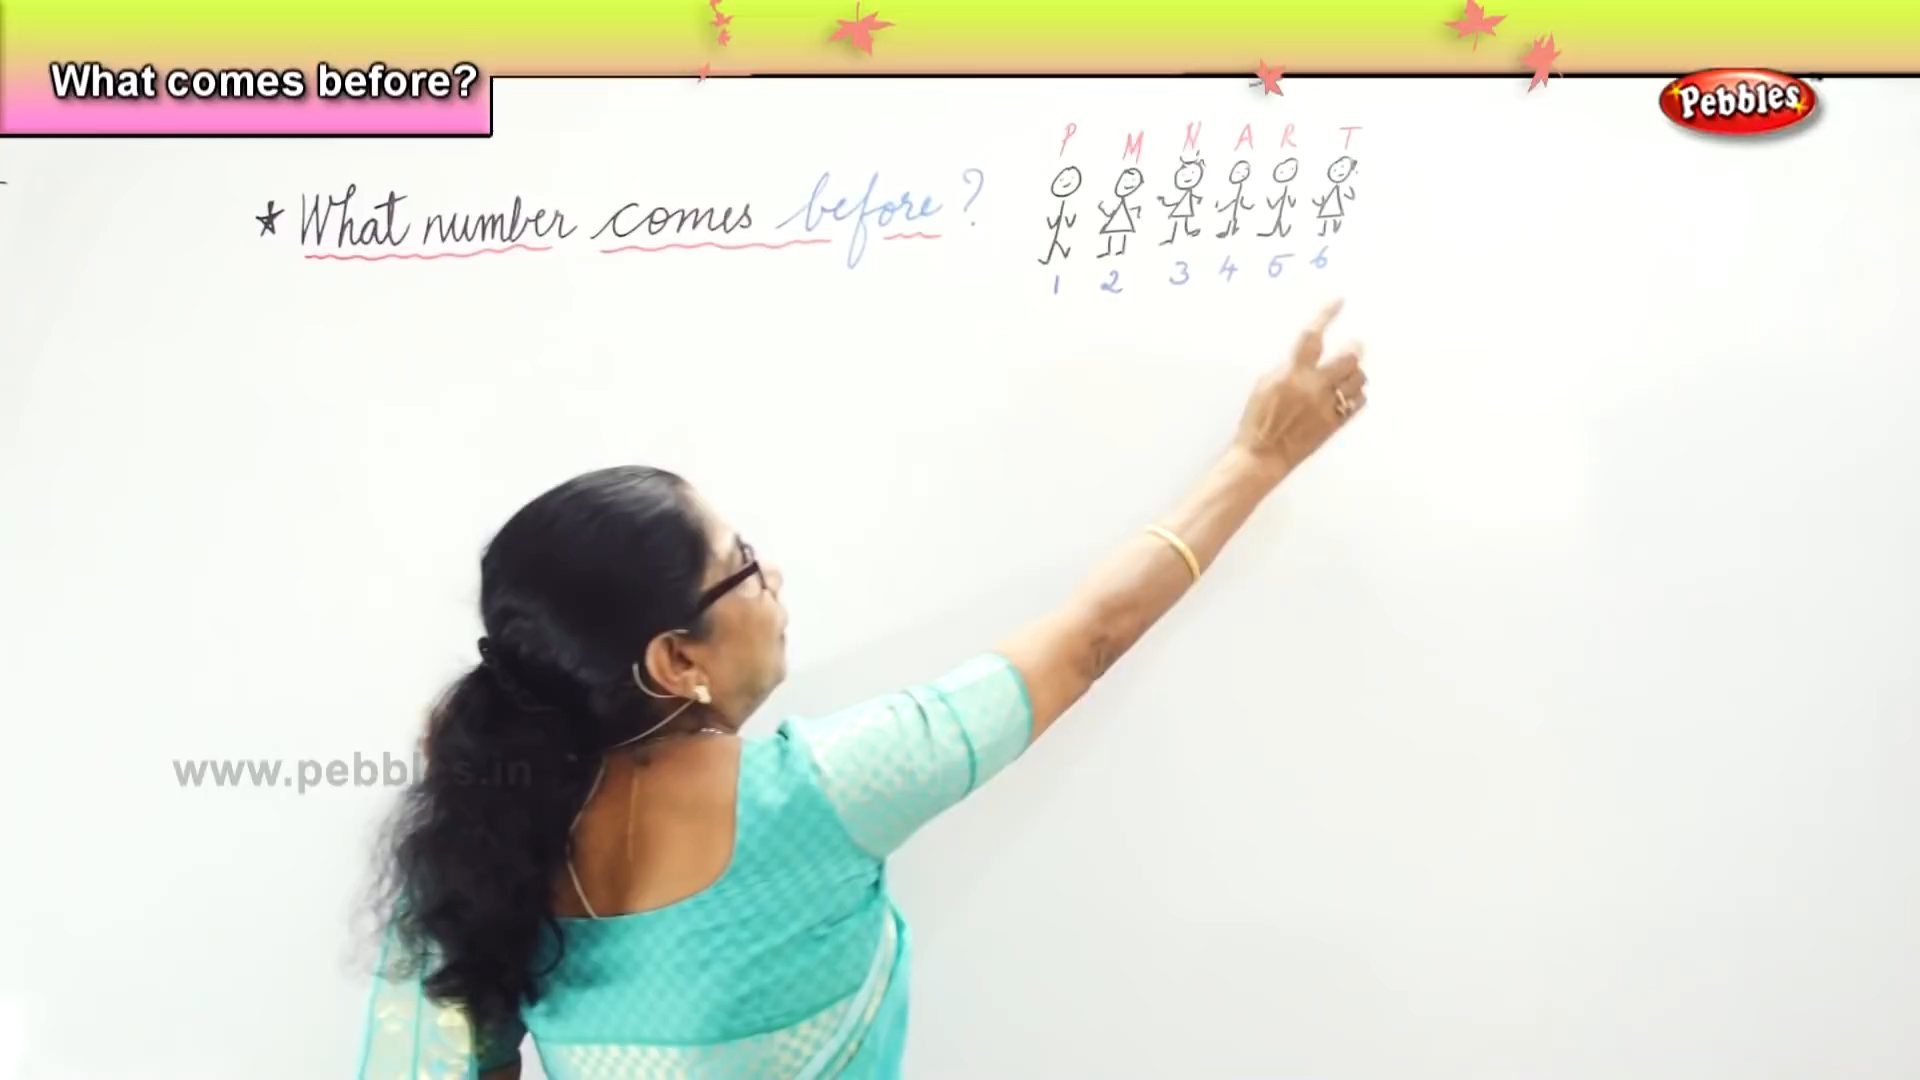 What comes before?
Pebbles
P M N A R T
★ What number comes before?
1 2 3 4 5 6
www.pebbles.in